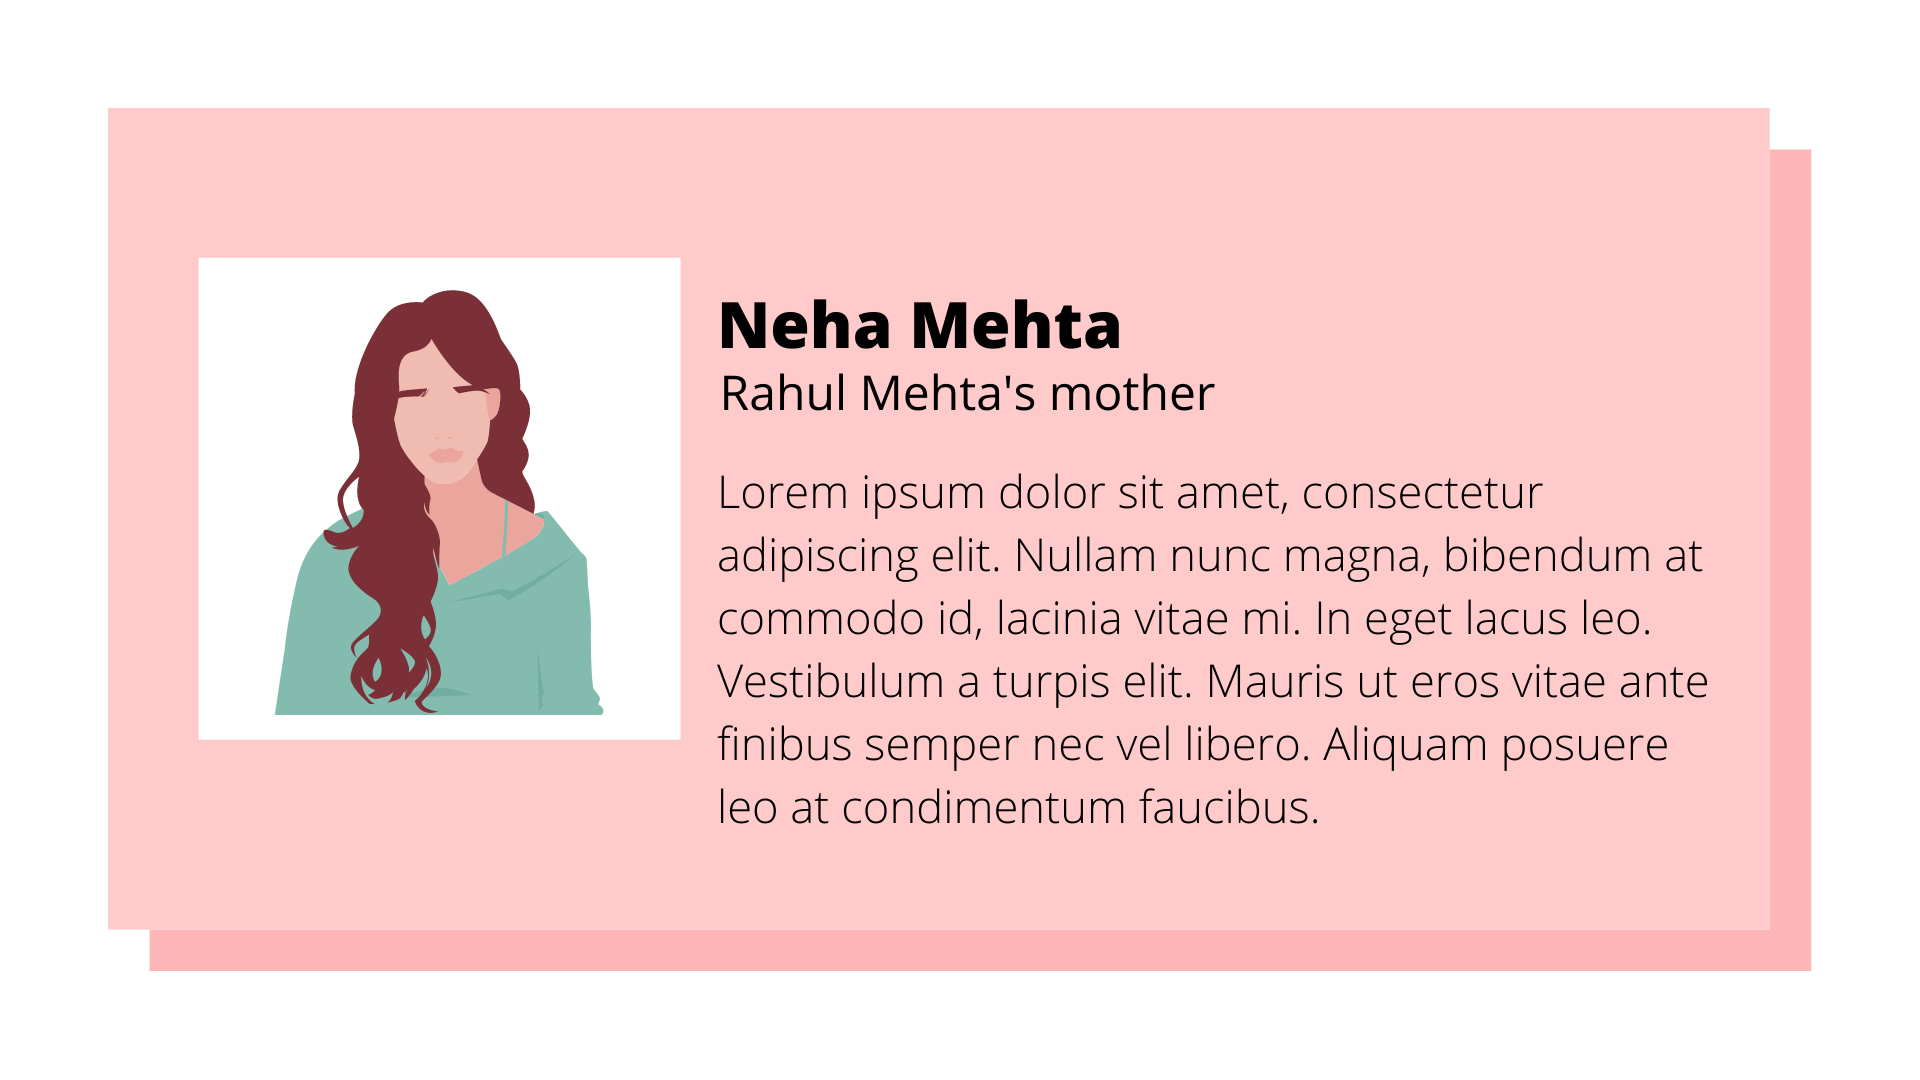 Neha Mehta
Rahul Mehta's mother
Lorem ipsum dolor sit amet, consectetur
adipiscing elit. Nullam nunc magna, bibendum at
commodo id, lacinia vitae mi. In eget lacus leo.
Vestibulum a turpis elit. Mauris ut eros vitae ante
finibus semper nec vel libero. Aliquam posuere
leo at condimentum faucibus.